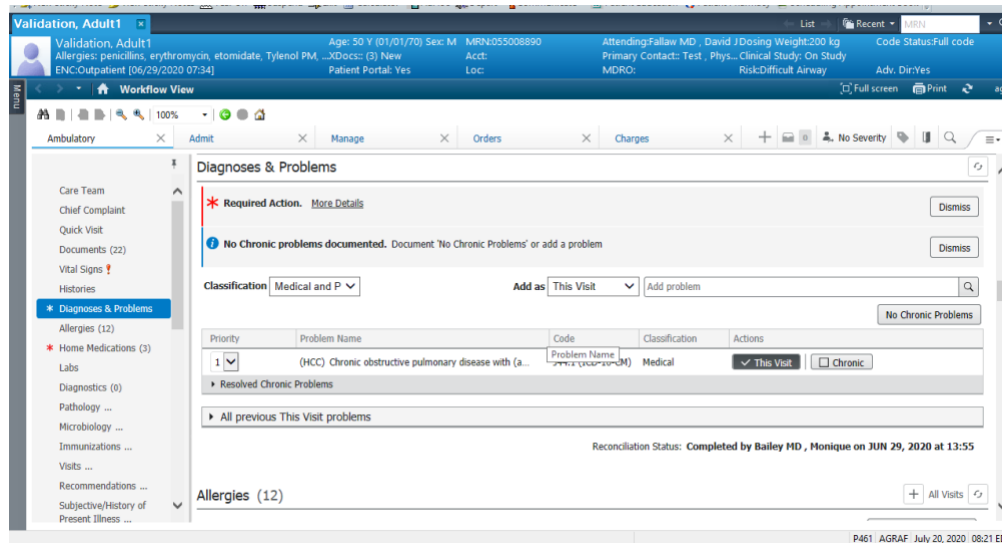 Validation, Adult1
List
Recent
MRN
Validation, Adult1
Age: 50 Y (01/01/70) Sex: M
MRN:055008890
Attending:Fallaw MD , David J
Dosing Weight:200 kg
Code Status:Full code
Allergies: penicillins, erythromycin, etomidate, Tylenol PM, ...
XDocs:: (3) New
Acct:
Primary Contact:: Test , Phys...
Clinical Study: On Study
ENC:Outpatient [06/29/2020 07:34]
Patient Portal: Yes
Loc:
MDRO:
Risk:Difficult Airway
Adv. Dir:Yes
Menu
Workflow View
Full screen
Print
100%
Ambulatory
Admit
Manage
Orders
Charges
0
No Severity
Care Team
Chief Complaint
Quick Visit
Documents (22)
Vital Signs
Histories
* Diagnoses & Problems
Allergies (12)
* Home Medications (3)
Labs
Diagnostics (0)
Pathology ...
Microbiology ...
Immunizations ...
Visits ...
Recommendations ...
Subjective/History of
Present Illness ...
Diagnoses & Problems
* Required Action. More Details
Dismiss
No Chronic problems documented. Document 'No Chronic Problems' or add a problem
Dismiss
Classification Medical and P
Add as This Visit
Add problem
No Chronic Problems
Priority
Problem Name
Code
Classification
Actions
1
(HCC) Chronic obstructive pulmonary disease with (a...
Problem Name
Medical
This Visit
Chronic
Resolved Chronic Problems
All previous This Visit problems
Reconciliation Status: Completed by Bailey MD , Monique on JUN 29, 2020 at 13:55
Allergies (12)
+ All Visits
P461 AGRAF July 20, 2020 08:21